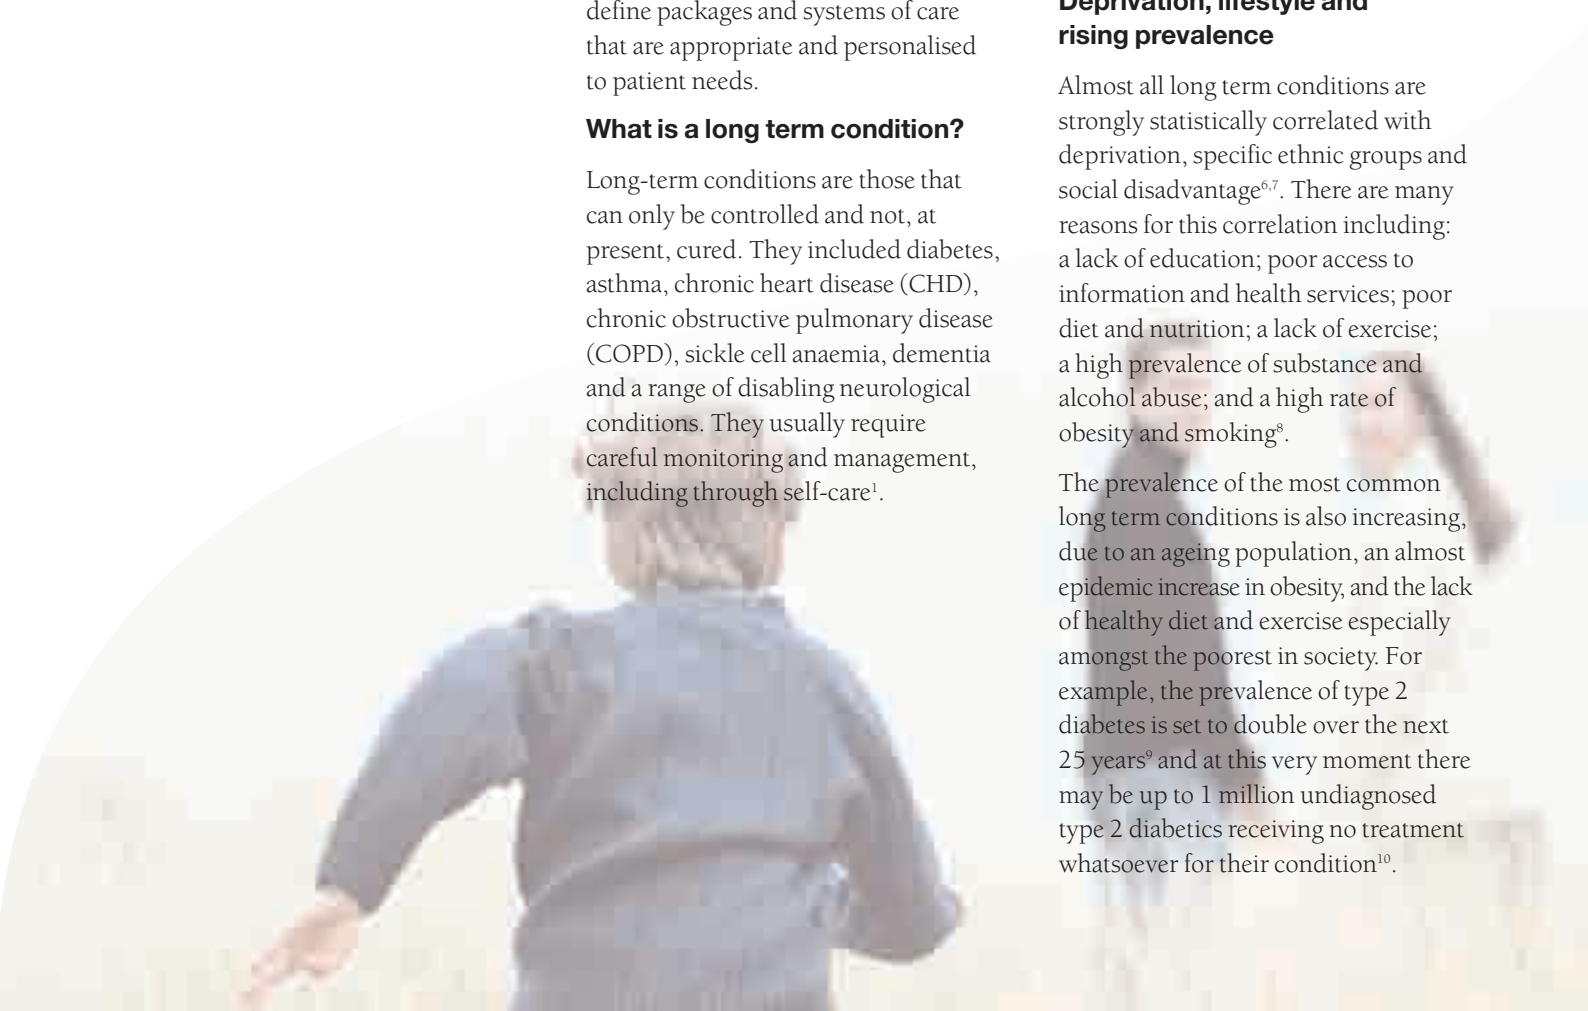 define packages and systems of care
that are appropriate and personalised
to patient needs.
What is a long term condition?
Long-term conditions are those that
can only be controlled and not, at
present, cured. They included diabetes,
asthma, chronic heart disease (CHD),
chronic obstructive pulmonary disease
(COPD), sickle cell anaemia, dementia
and a range of disabling neurological
conditions. They usually require
careful monitoring and management,
including through self-care¹.
Deprivation, lifestyle and
rising prevalence
Almost all long term conditions are
strongly statistically correlated with
deprivation, specific ethnic groups and
social disadvantage⁶,⁷. There are many
reasons for this correlation including:
a lack of education; poor access to
information and health services; poor
diet and nutrition; a lack of exercise;
a high prevalence of substance and
alcohol abuse; and a high rate of
obesity and smoking⁸.
The prevalence of the most common
long term conditions is also increasing,
due to an ageing population, an almost
epidemic increase in obesity, and the lack
of healthy diet and exercise especially
amongst the poorest in society. For
example, the prevalence of type 2
diabetes is set to double over the next
25 years⁹ and at this very moment there
may be up to 1 million undiagnosed
type 2 diabetics receiving no treatment
whatsoever for their condition¹⁰.